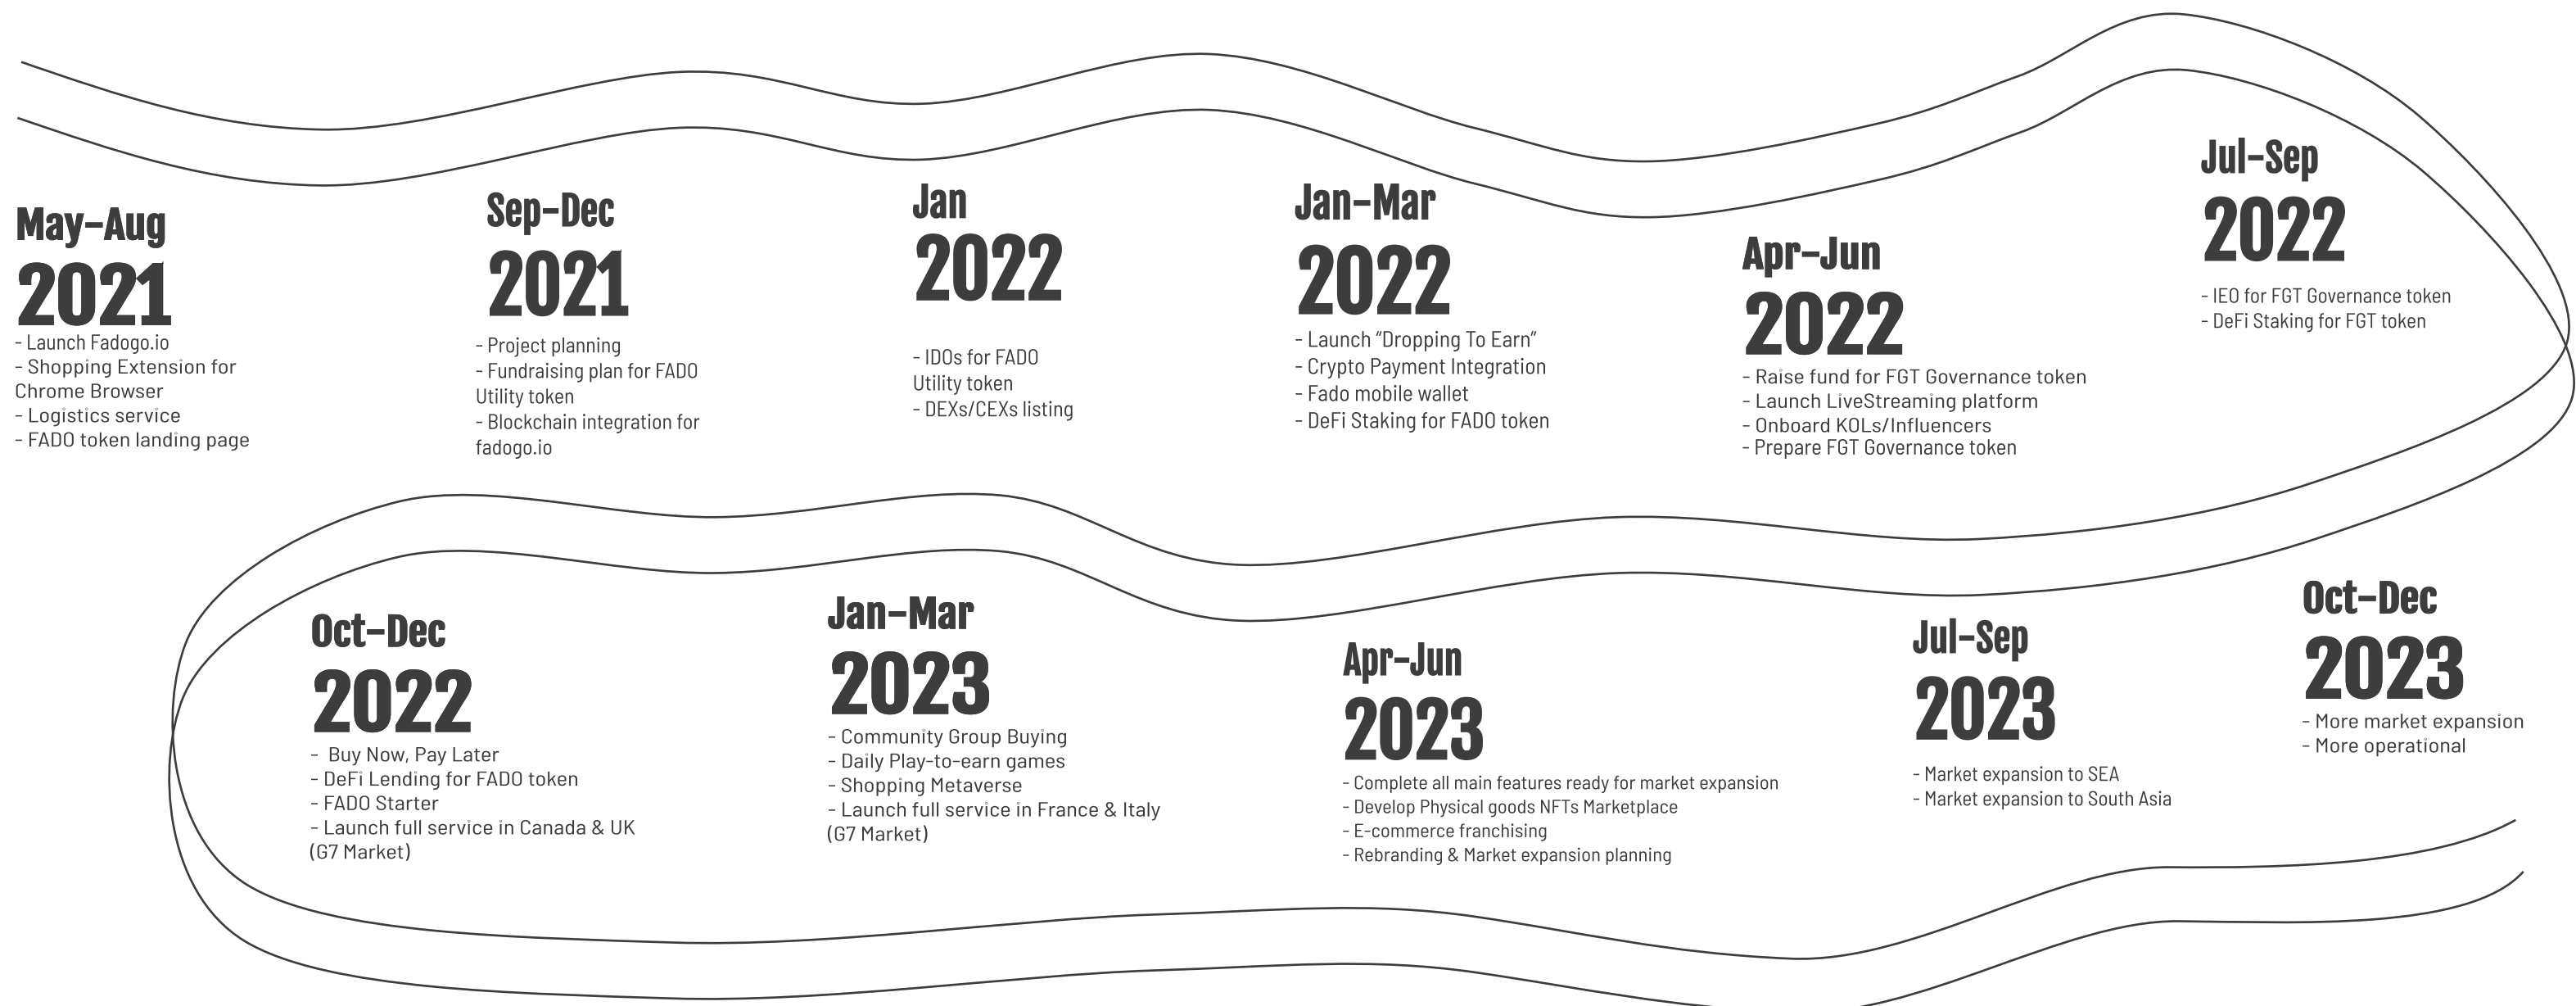 May-Aug
2021
- Launch Fadogo.io
- Shopping Extension for
Chrome Browser
- Logistics service
- FADO token landing page
Sep-Dec
2021
- Project planning
- Fundraising plan for FADO
Utility token
- Blockchain integration for
fadogo.io
Jan
2022
- IDOs for FADO
Utility token
- DEXs/CEXs listing
Jan-Mar
2022
- Launch “Dropping To Earn”
- Crypto Payment Integration
- Fado mobile wallet
- DeFi Staking for FADO token
Apr-Jun
2022
- Raise fund for FGT Governance token
- Launch LiveStreaming platform
- Onboard KOLs/Influencers
- Prepare FGT Governance token
Jul-Sep
2022
- IEO for FGT Governance token
- DeFi Staking for FGT token
Oct-Dec
2022
- Buy Now, Pay Later
- DeFi Lending for FADO token
- FADO Starter
- Launch full service in Canada & UK
(G7 Market)
Jan-Mar
2023
- Community Group Buying
- Daily Play-to-earn games
- Shopping Metaverse
- Launch full service in France & Italy
(G7 Market)
Apr-Jun
2023
- Complete all main features ready for market expansion
- Develop Physical goods NFTs Marketplace
- E-commerce franchising
- Rebranding & Market expansion planning
Jul-Sep
2023
- Market expansion to SEA
- Market expansion to South Asia
Oct-Dec
2023
- More market expansion
- More operational